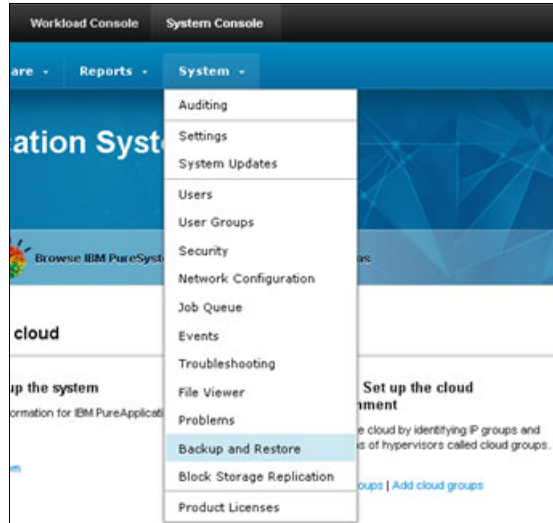 Workload Console System Console
are Reports System
Auditing
Settings
System Updates
Users
User Groups
Security
Network Configuration
Job Queue
Events
Troubleshooting
File Viewer
Problems
Backup and Restore
Block Storage Replication
Product Licenses
ation Syst
Browse IBM PureSyst
as
cloud
up the system
ormation for IBM PureApplicati
Set up the cloud
nment
e cloud by identifying IP groups and
ns of hypervisors called cloud groups.
oups | Add cloud groups